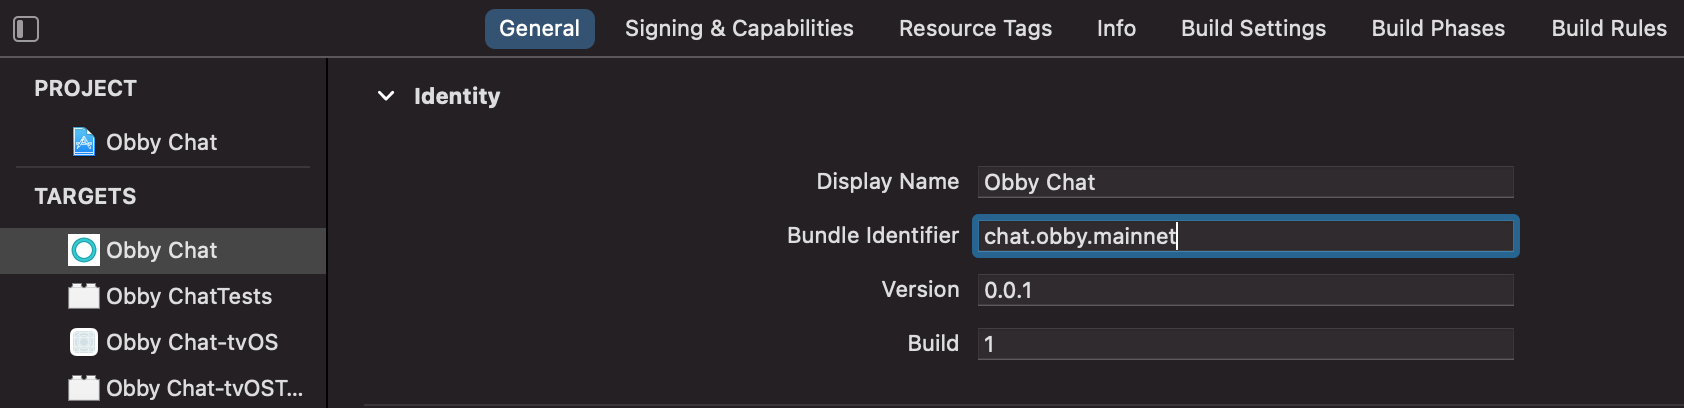 General Signing & Capabilities Resource Tags Info Build Settings Build Phases Build Rules
PROJECT
Obby Chat
TARGETS
Obby Chat
Obby ChatTests
Obby Chat-tvOS
Obby Chat-tvOST...
Identity
Display Name Obby Chat
Bundle Identifier chat.obby.mainnet
Version 0.0.1
Build 1